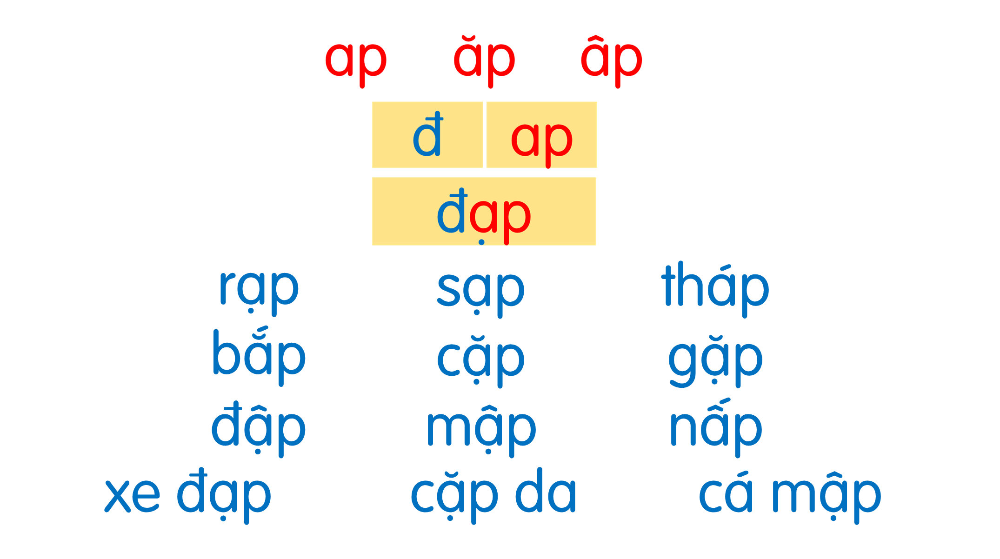 ap ăp âp
đ ap
đạp
rạp sạp tháp
bắp cặp gặp
đập mập nấp
xe đạp cặp da cá mập